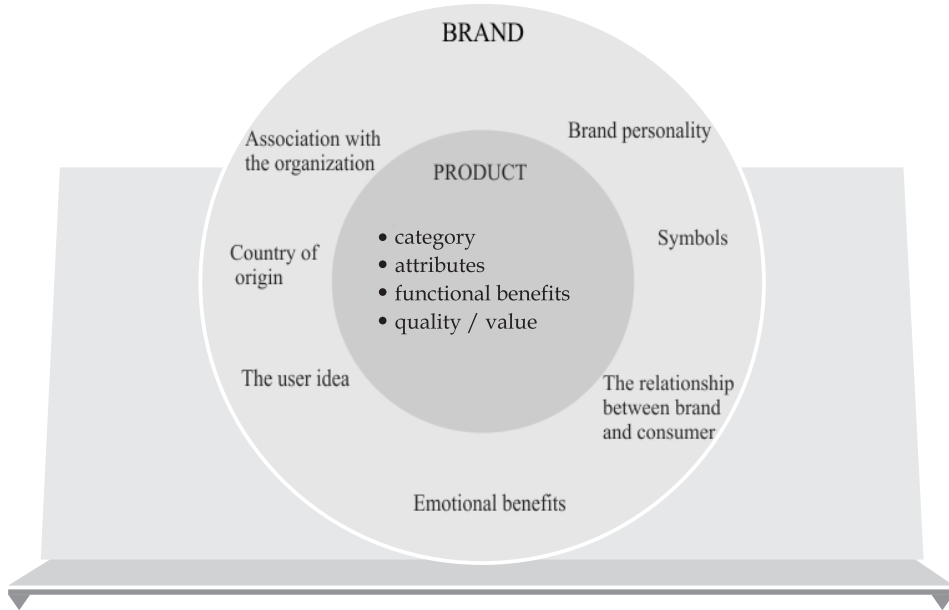 BRAND
Association with
the organization
Brand personality
PRODUCT
Country of
origin
• category
• attributes
• functional benefits
• quality / value
Symbols
The user idea
The relationship
between brand
and consumer
Emotional benefits